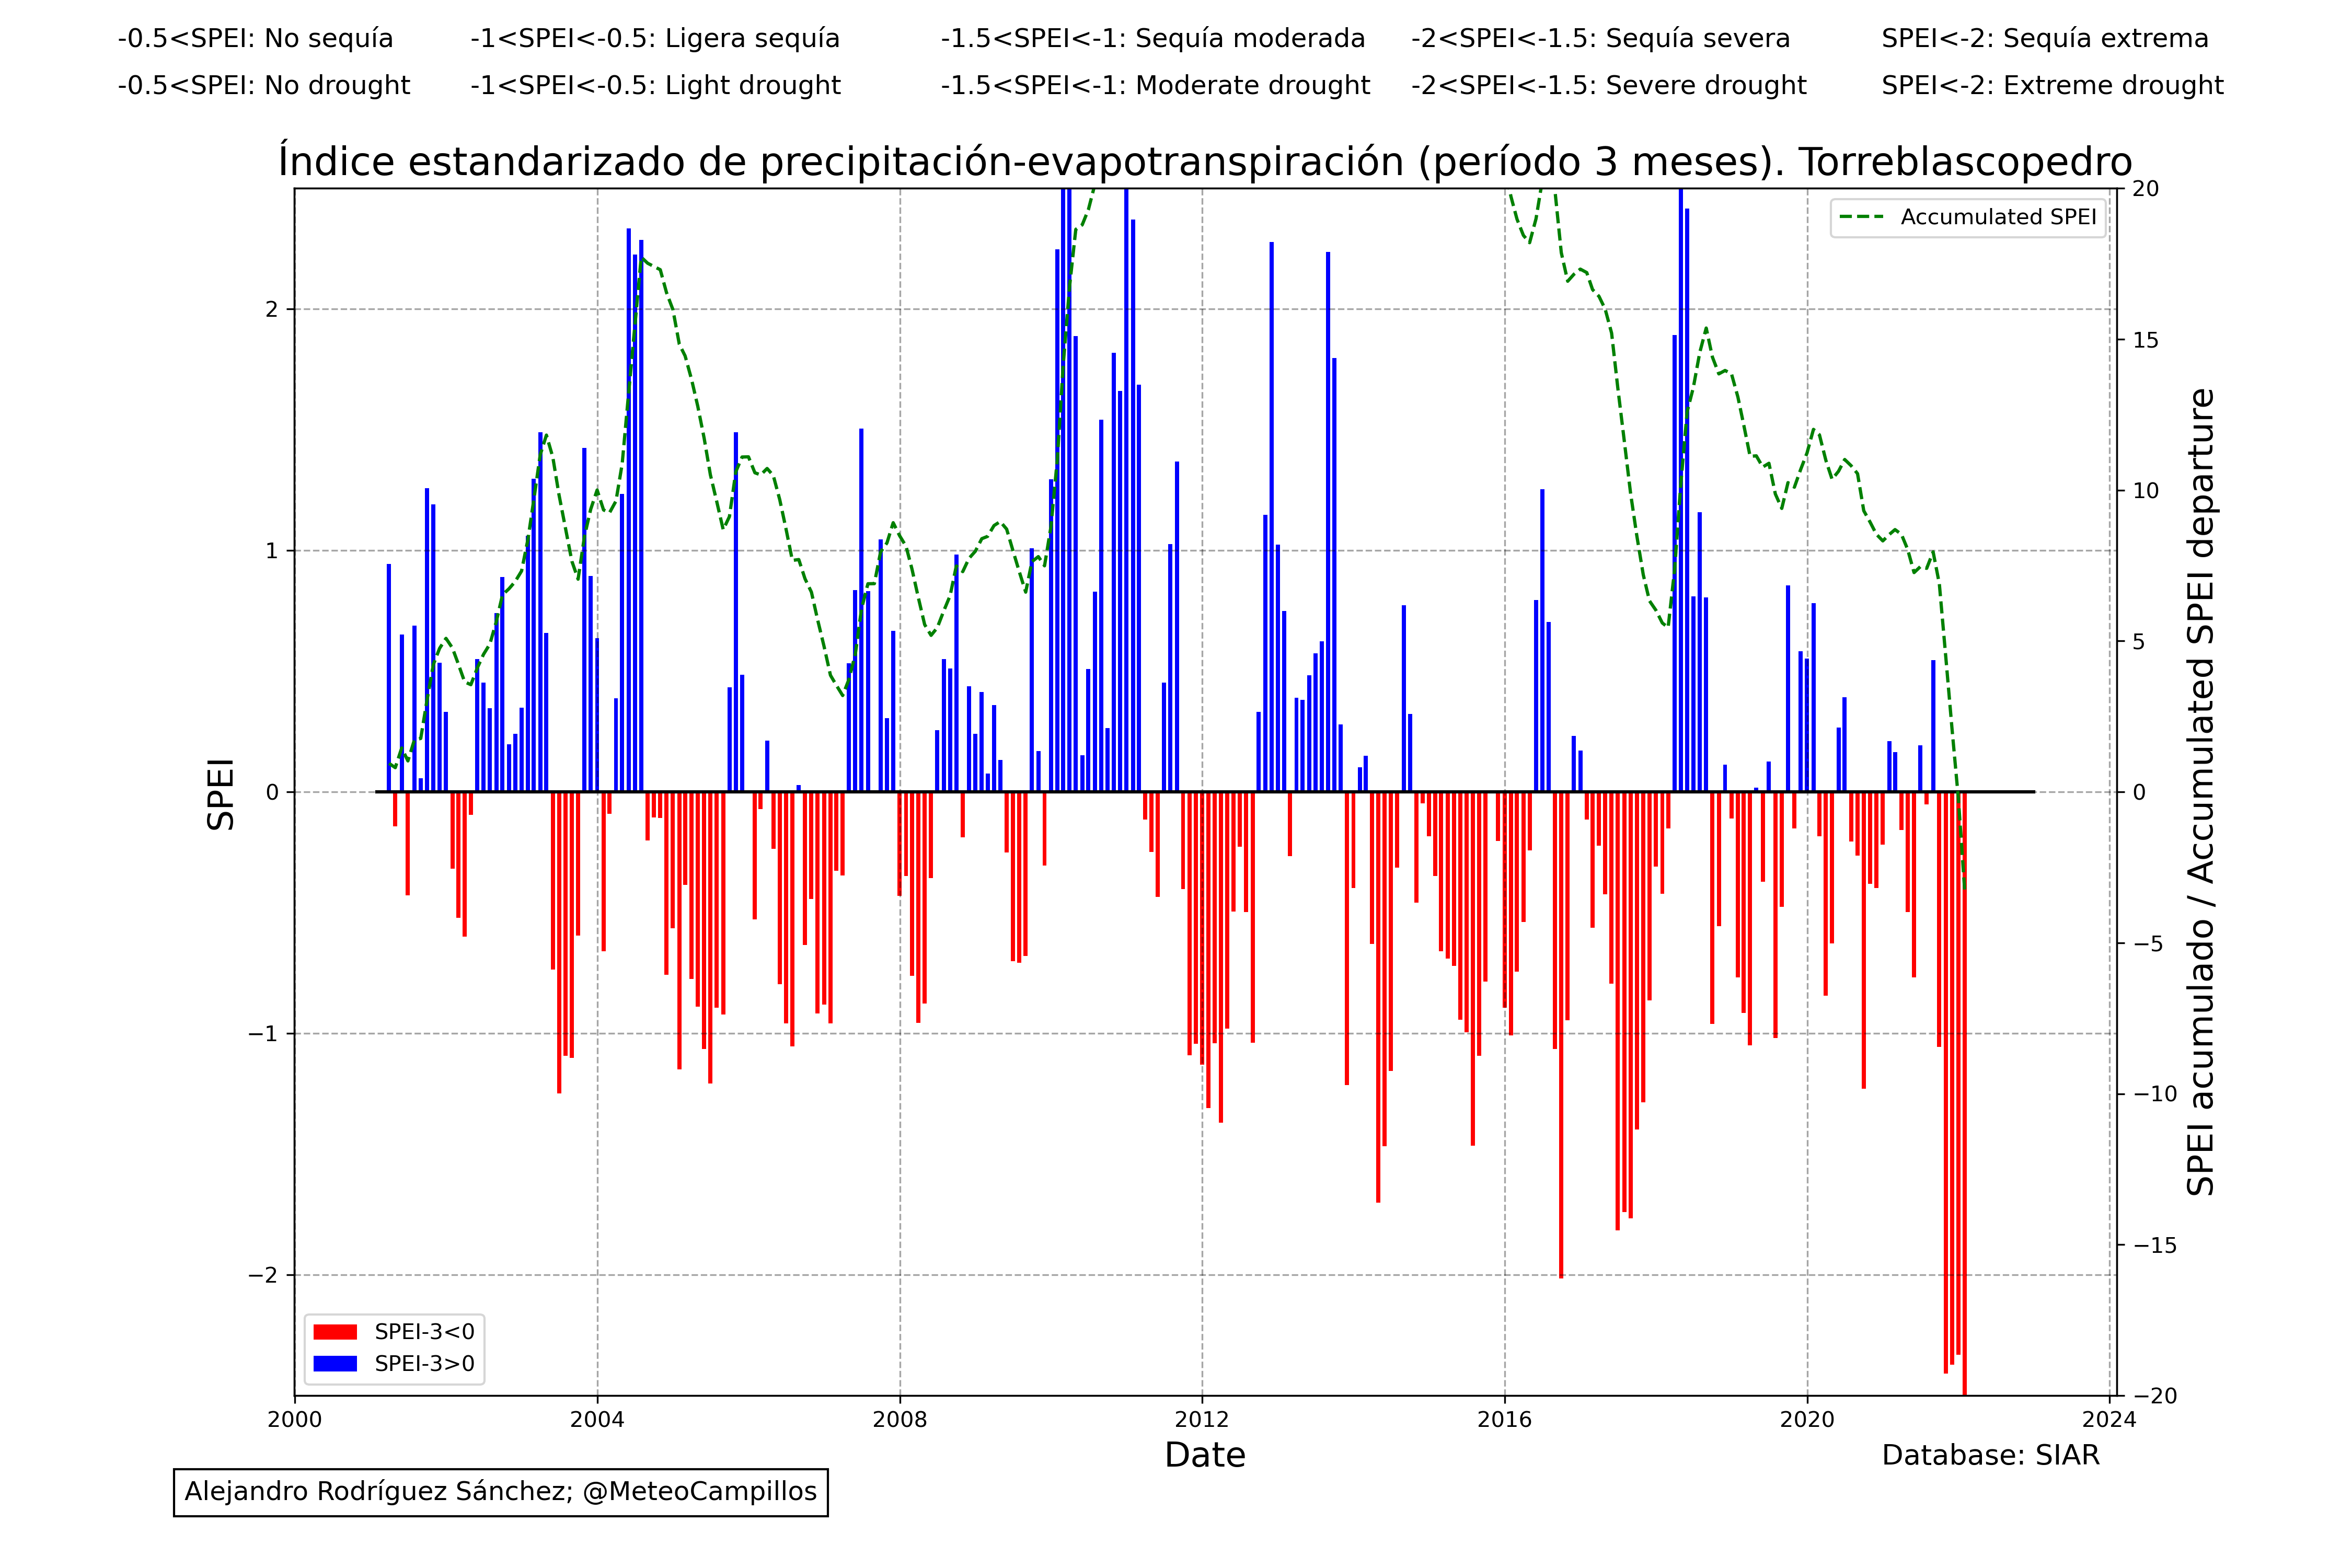 -0.5<SPEI: No sequía -1<SPEI<-0.5: Ligera sequía -1.5<SPEI<-1: Sequía moderada -2<SPEI<-1.5: Sequía severa SPEI<-2: Sequía extrema
-0.5<SPEI: No drought -1<SPEI<-0.5: Light drought -1.5<SPEI<-1: Moderate drought -2<SPEI<-1.5: Severe drought SPEI<-2: Extreme drought
Índice estandarizado de precipitación-evapotranspiración (período 3 meses). Torreblascopedro
Accumulated SPEI
SPEI
2
1
0
−1
−2
20
15
10
5
0
−5
−10
−15
−20
SPEI acumulado / Accumulated SPEI departure
SPEI-3<0
SPEI-3>0
2000 2004 2008 2012 2016 2020 2024
Date
Database: SIAR
Alejandro Rodríguez Sánchez; @MeteoCampillos